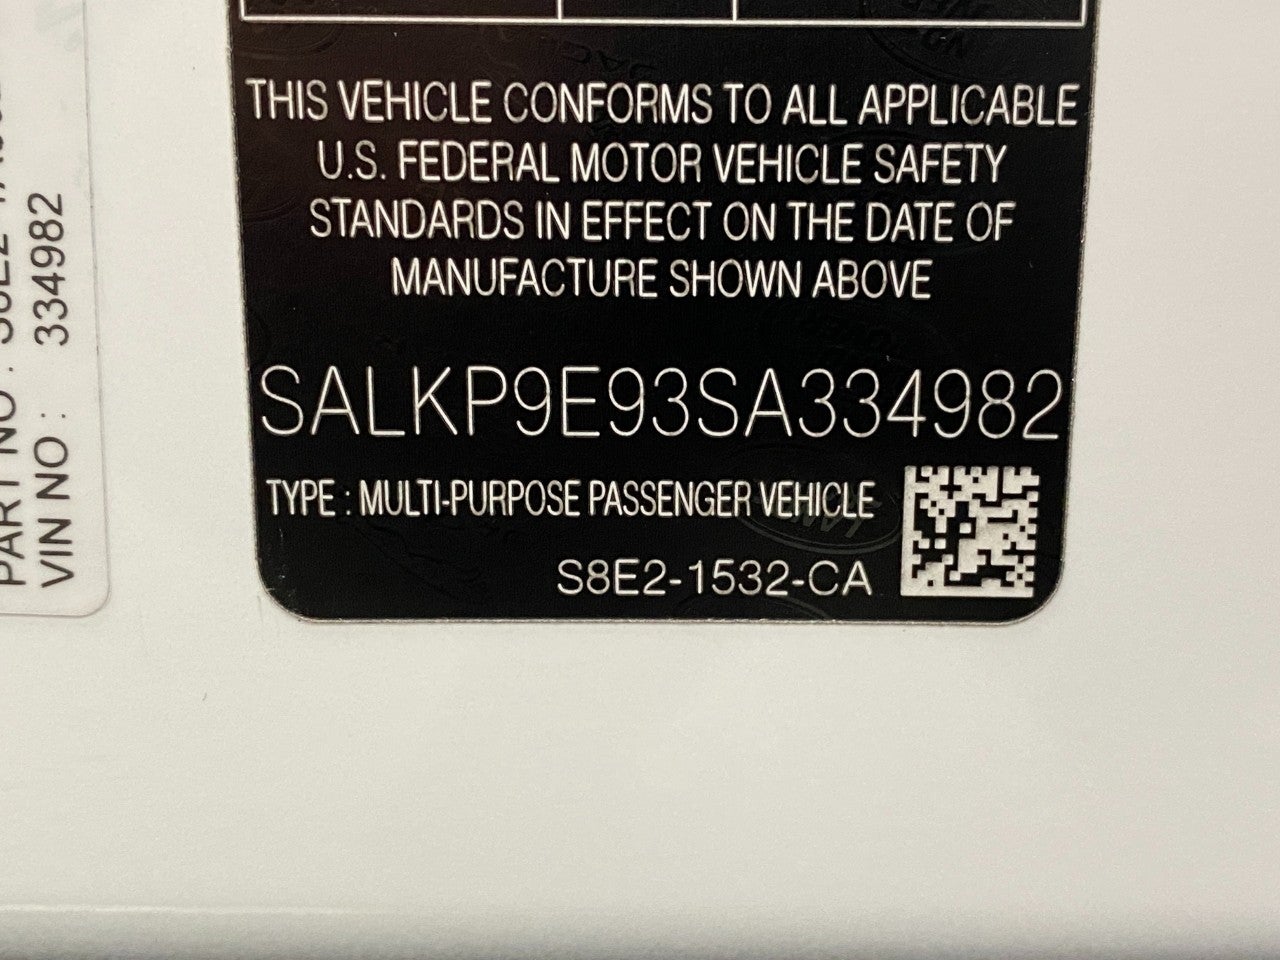 THIS VEHICLE CONFORMS TO ALL APPLICABLE
U.S. FEDERAL MOTOR VEHICLE SAFETY
STANDARDS IN EFFECT ON THE DATE OF
MANUFACTURE SHOWN ABOVE
SALKP9E93SA334982
TYPE : MULTI-PURPOSE PASSENGER VEHICLE
S8E2-1532-CA
PART NO :
VIN NO : 334982